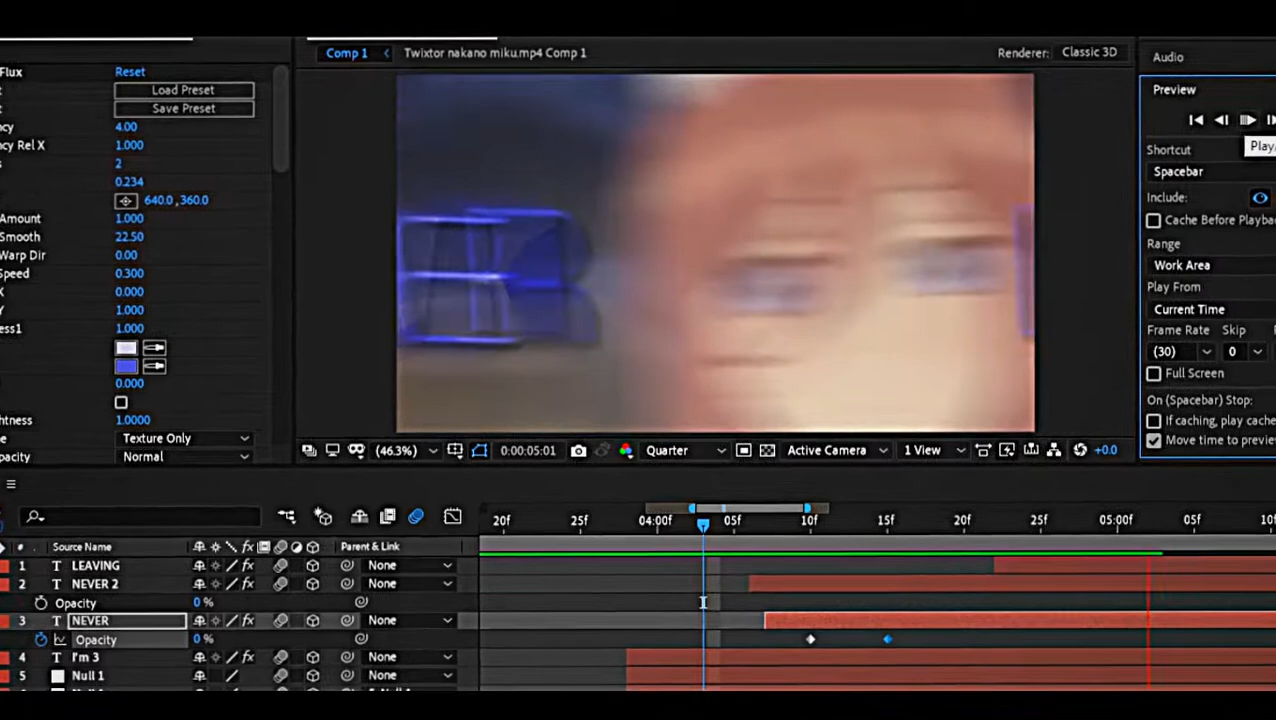 Comp 1 Twixtor nakano miku.mp4 Comp 1 Renderer: Classic 3D
Audio
Flux Reset
Load Preset
Save Preset
4.00
Rel X 1.000
2
0.234
640.0,360.0
Amount 1.000
Smooth 22.50
Warp Dir 0.00
Speed 0.300
X 0.000
Y 1.000
1.000
0.000
1.0000
Texture Only
Normal
(46.3%) 0:00:05:01 Quarter Active Camera 1 View +0.0
Preview
Shortcut
Spacebar
Include:
Cache Before
Range
Work Area
Play From
Current Time
Frame Rate Skip
(30) 0
Full Screen
On (Spacebar) Stop:
If caching, play
Move time to
20f 25f 04:00f 05f 10f 15f 20f 25f 05:00f 05f
# Source Name fx Parent & Link
1 T LEAVING fx None
2 T NEVER 2 fx None
Opacity 0 %
3 T NEVER fx None
Opacity 0 %
4 T I'm 3 fx None
5 Null 1 None